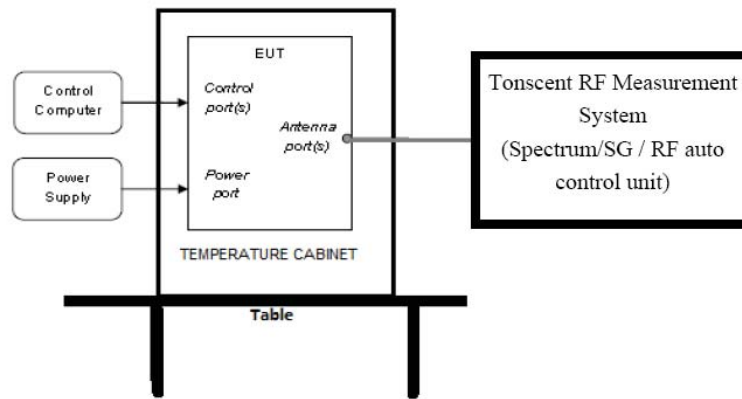 EUT
Control
Computer
Control
port(s)
Antenna
port(s)
Power
Supply
Power
port
TEMPERATURE CABINET
Table
Tonscent RF Measurement
System
(Spectrum/SG / RF auto
control unit)